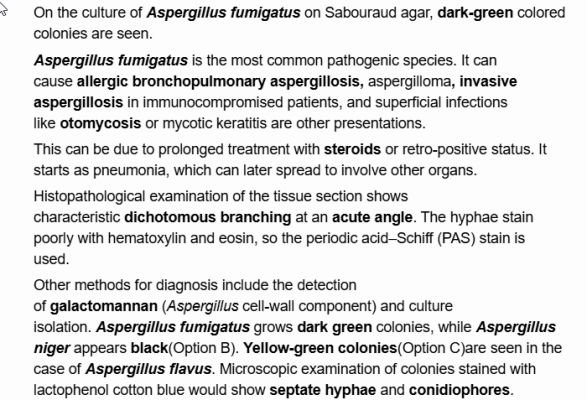 On the culture of Aspergillus fumigatus on Sabouraud agar, dark-green colored
colonies are seen.
Aspergillus fumigatus is the most common pathogenic species. It can
cause allergic bronchopulmonary aspergillosis, aspergilloma, invasive
aspergillosis in immunocompromised patients, and superficial infections
like otomycosis or mycotic keratitis are other presentations.
This can be due to prolonged treatment with steroids or retro-positive status. It
starts as pneumonia, which can later spread to involve other organs.
Histopathological examination of the tissue section shows
characteristic dichotomous branching at an acute angle. The hyphae stain
poorly with hematoxylin and eosin, so the periodic acid–Schiff (PAS) stain is
used.
Other methods for diagnosis include the detection
of galactomannan (Aspergillus cell-wall component) and culture
isolation. Aspergillus fumigatus grows dark green colonies, while Aspergillus
niger appears black(Option B). Yellow-green colonies(Option C)are seen in the
case of Aspergillus flavus. Microscopic examination of colonies stained with
lactophenol cotton blue would show septate hyphae and conidiophores.